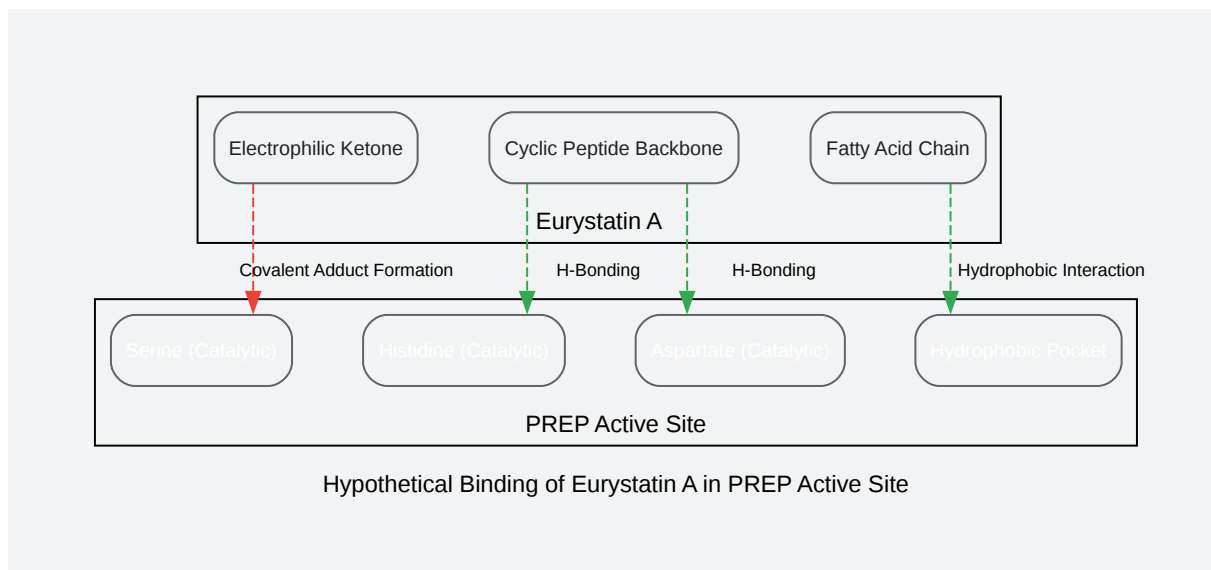 Electrophilic Ketone
Cyclic Peptide Backbone
Fatty Acid Chain
Eurystatin A
Covalent Adduct Formation
H-Bonding
H-Bonding
Hydrophobic Interaction
Serine (Catalytic)
Histidine (Catalytic)
Aspartate (Catalytic)
Hydrophobic Pocket
PREP Active Site
Hypothetical Binding of Eurystatin A in PREP Active Site